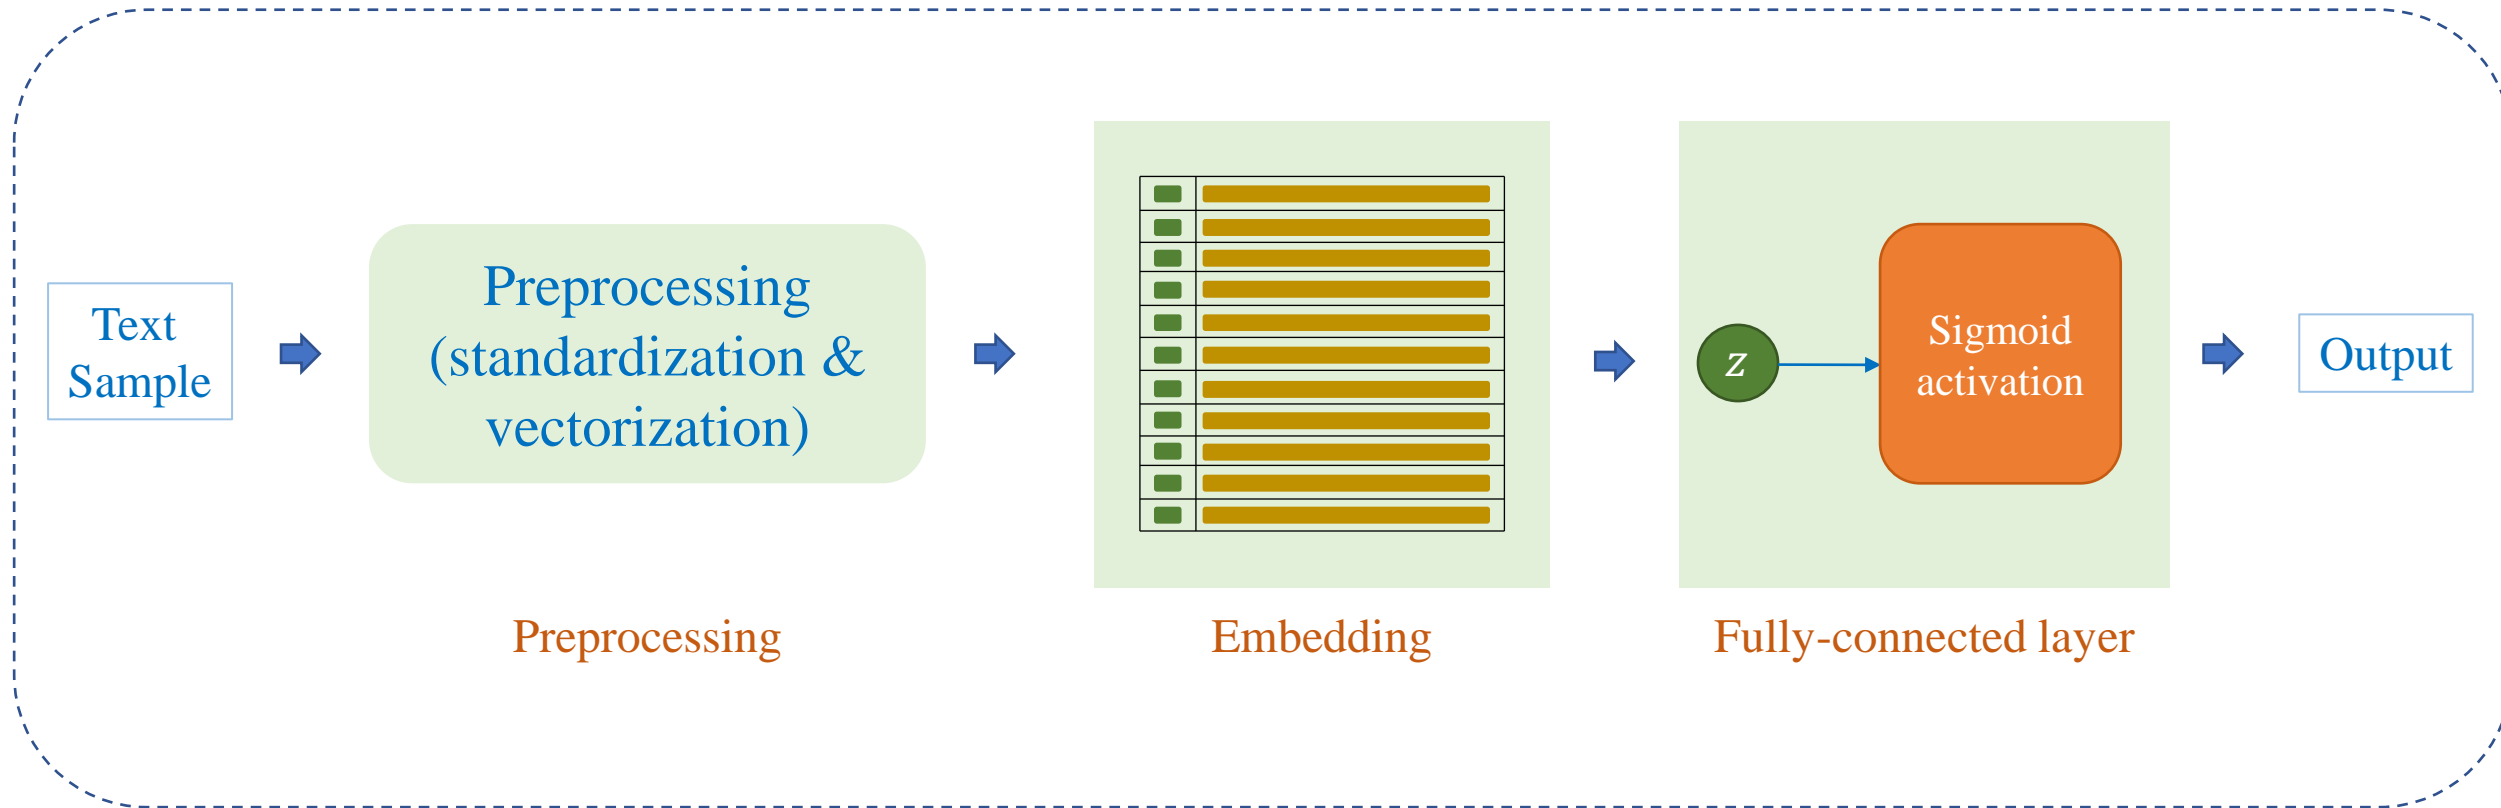 Text
Sample
Preprocessing
(standardization &
vectorization)
z
Sigmoid
activation
Output
Preprocessing
Embedding
Fully-connected layer